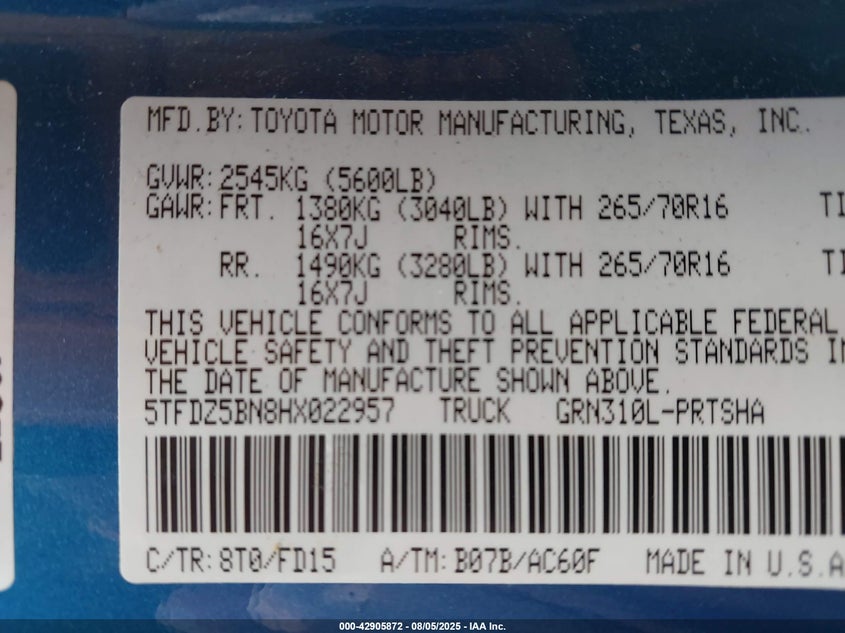 MFD.BY: TOYOTA MOTOR MANUFACTURING, TEXAS, INC.
GVWR: 2545KG (5600LB)
GAWR: FRT. 1380KG (3040LB) WITH 265/70R16 TI
16X7J RIMS.
RR. 1490KG (3280LB) WITH 265/70R16 TI
16X7J RIMS.
THIS VEHICLE CONFORMS TO ALL APPLICABLE FEDERAL
VEHICLE SAFETY AND THEFT PREVENTION STANDARDS IN
THE DATE OF MANUFACTURE SHOWN ABOVE.
5TFDZ5BN8HX022957 TRUCK GRN310L-PRTSHA
C/TR: 8T0/FD15 A/TM: B07B/AC60F MADE IN U.S.A
000-42905872 - 08/05/2025 - IAA Inc.